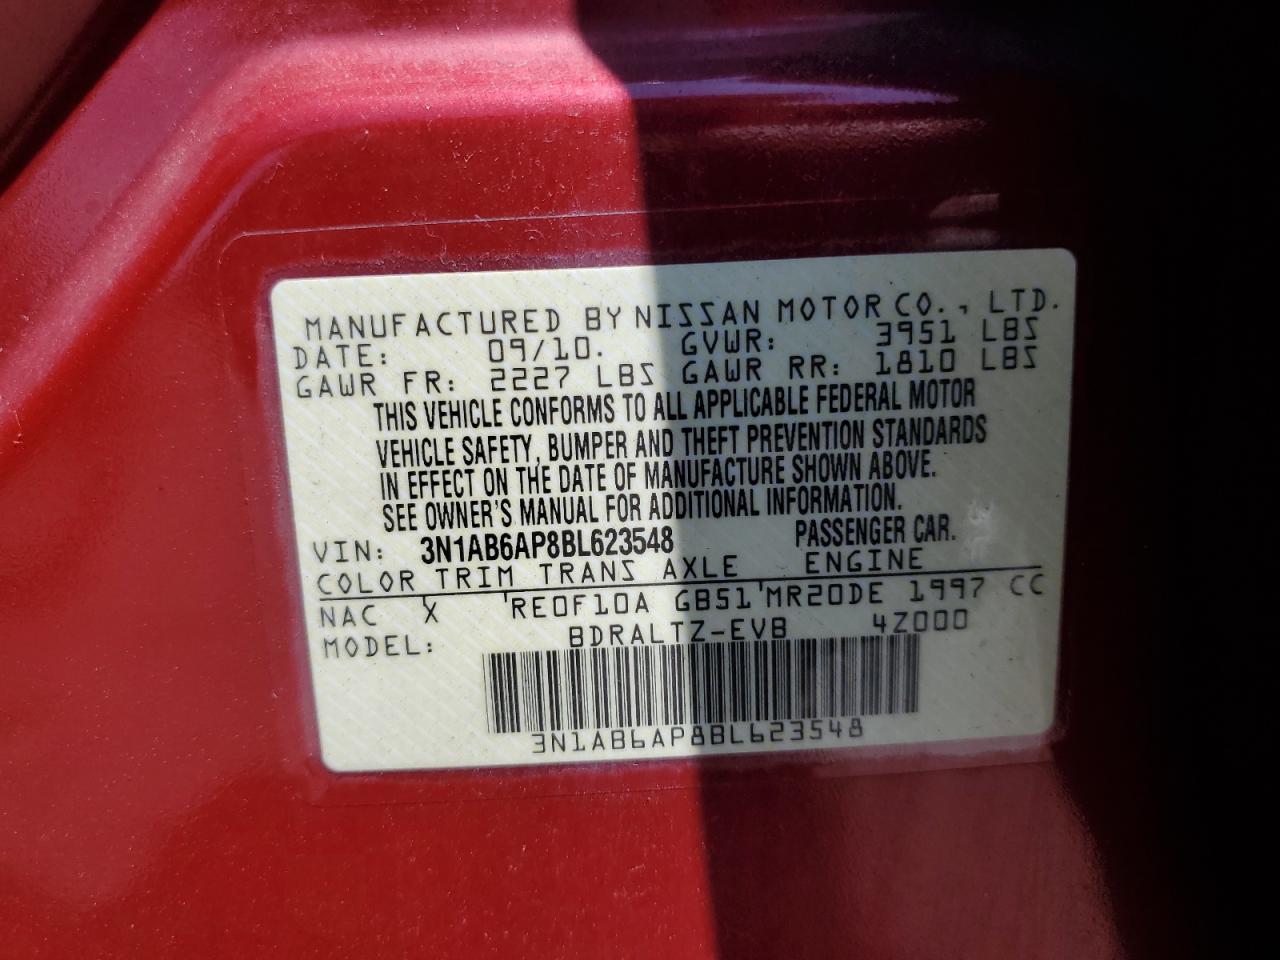 MANUFACTURED BY NISSAN MOTOR CO., LTD.
DATE: 09/10. GVWR: 3951 LBS
GAWR FR: 2227 LBS GAWR RR: 1810 LBS
THIS VEHICLE CONFORMS TO ALL APPLICABLE FEDERAL MOTOR
VEHICLE SAFETY, BUMPER AND THEFT PREVENTION STANDARDS
IN EFFECT ON THE DATE OF MANUFACTURE SHOWN ABOVE.
SEE OWNER'S MANUAL FOR ADDITIONAL INFORMATION.
VIN: 3N1AB6AP8BL623548 PASSENGER CAR.
COLOR TRIM TRANS AXLE ENGINE
NAC X RE0F10A GB51 MR20DE 1997 CC
MODEL: BDRALTZ-EVB 4Z000
3N1AB6AP8BL623548